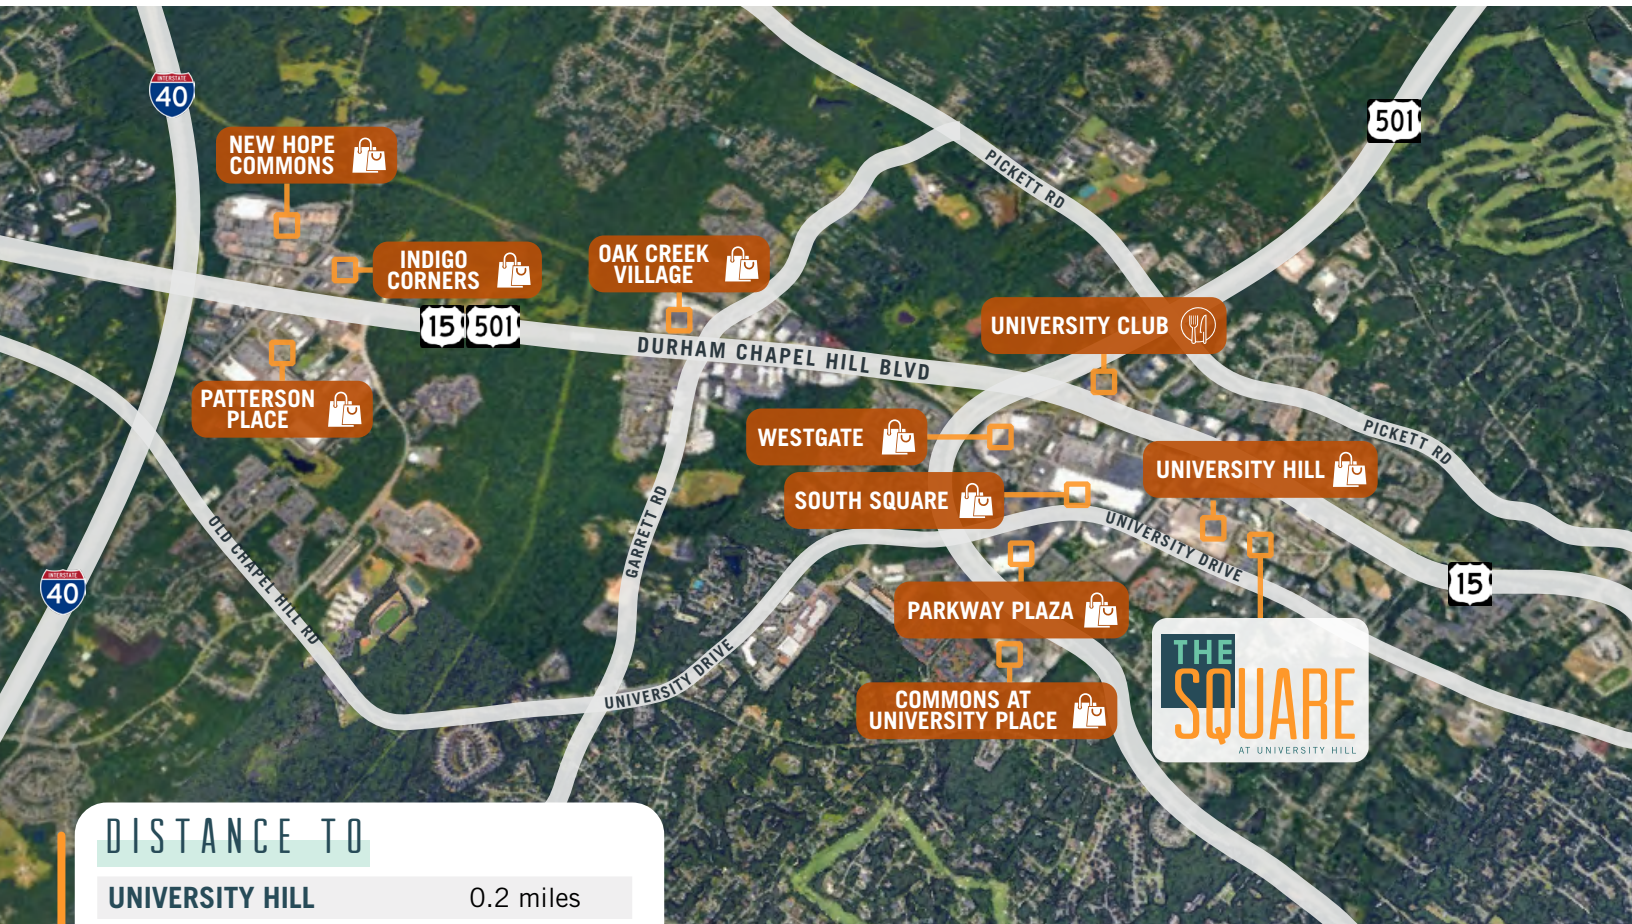 INTERSTATE
40
NEW HOPE
COMMONS
501
PICKETT RD
INDIGO
CORNERS
OAK CREEK
VILLAGE
15 501
UNIVERSITY CLUB
DURHAM CHAPEL HILL BLVD
PATTERSON
PLACE
WESTGATE
PICKETT RD
UNIVERSITY HILL
SOUTH SQUARE
GARRETT RD
OLD CHAPEL HILL RD
UNIVERSITY DRIVE
INTERSTATE
40
15
PARKWAY PLAZA
UNIVERSITY DRIVE
THE
SQUARE
AT UNIVERSITY HILL
COMMONS AT
UNIVERSITY PLACE
DISTANCE TO
UNIVERSITY HILL 0.2 miles